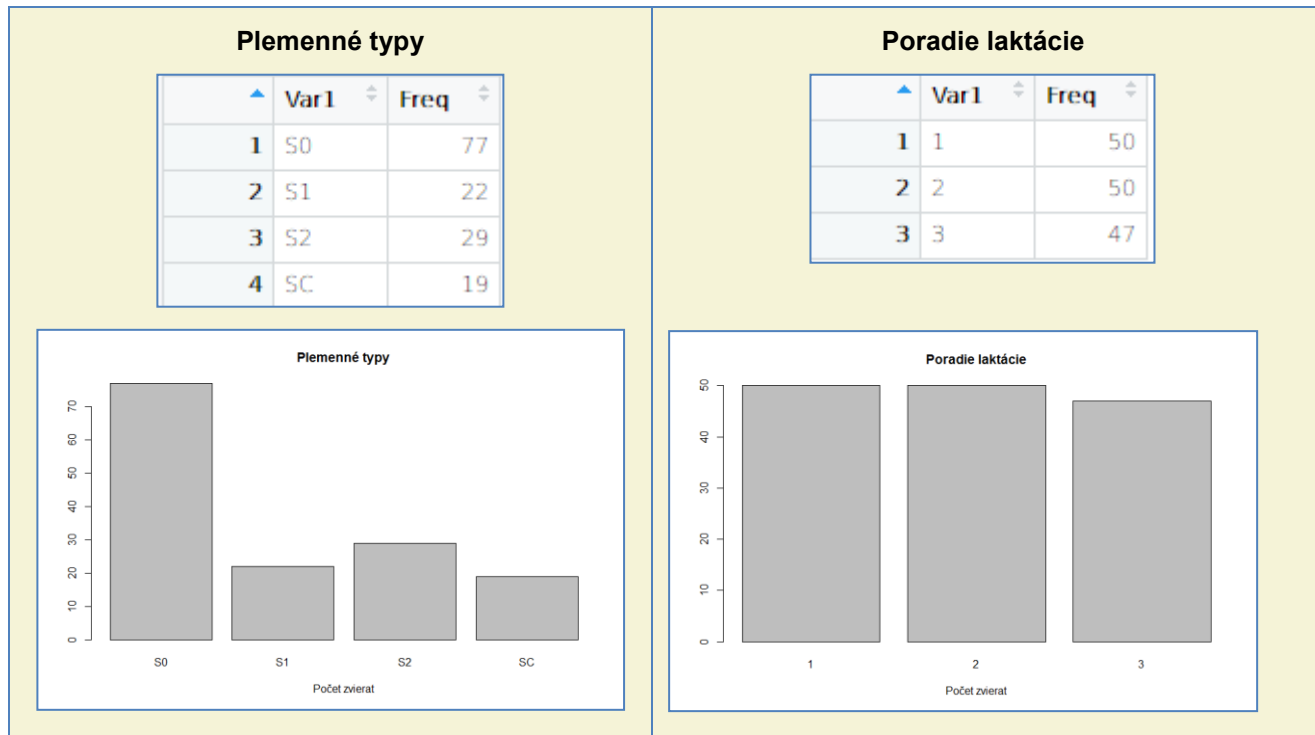 Plemenné typy
Var1 Freq
1 S0 77
2 S1 22
3 S2 29
4 SC 19
Plemenné typy
70
60
50
40
30
20
10
0
S0 S1 S2 SC
Počet zvierat
Poradie laktácie
Var1 Freq
1 1 50
2 2 50
3 3 47
Poradie laktácie
50
40
30
20
10
0
1 2 3
Počet zvierat